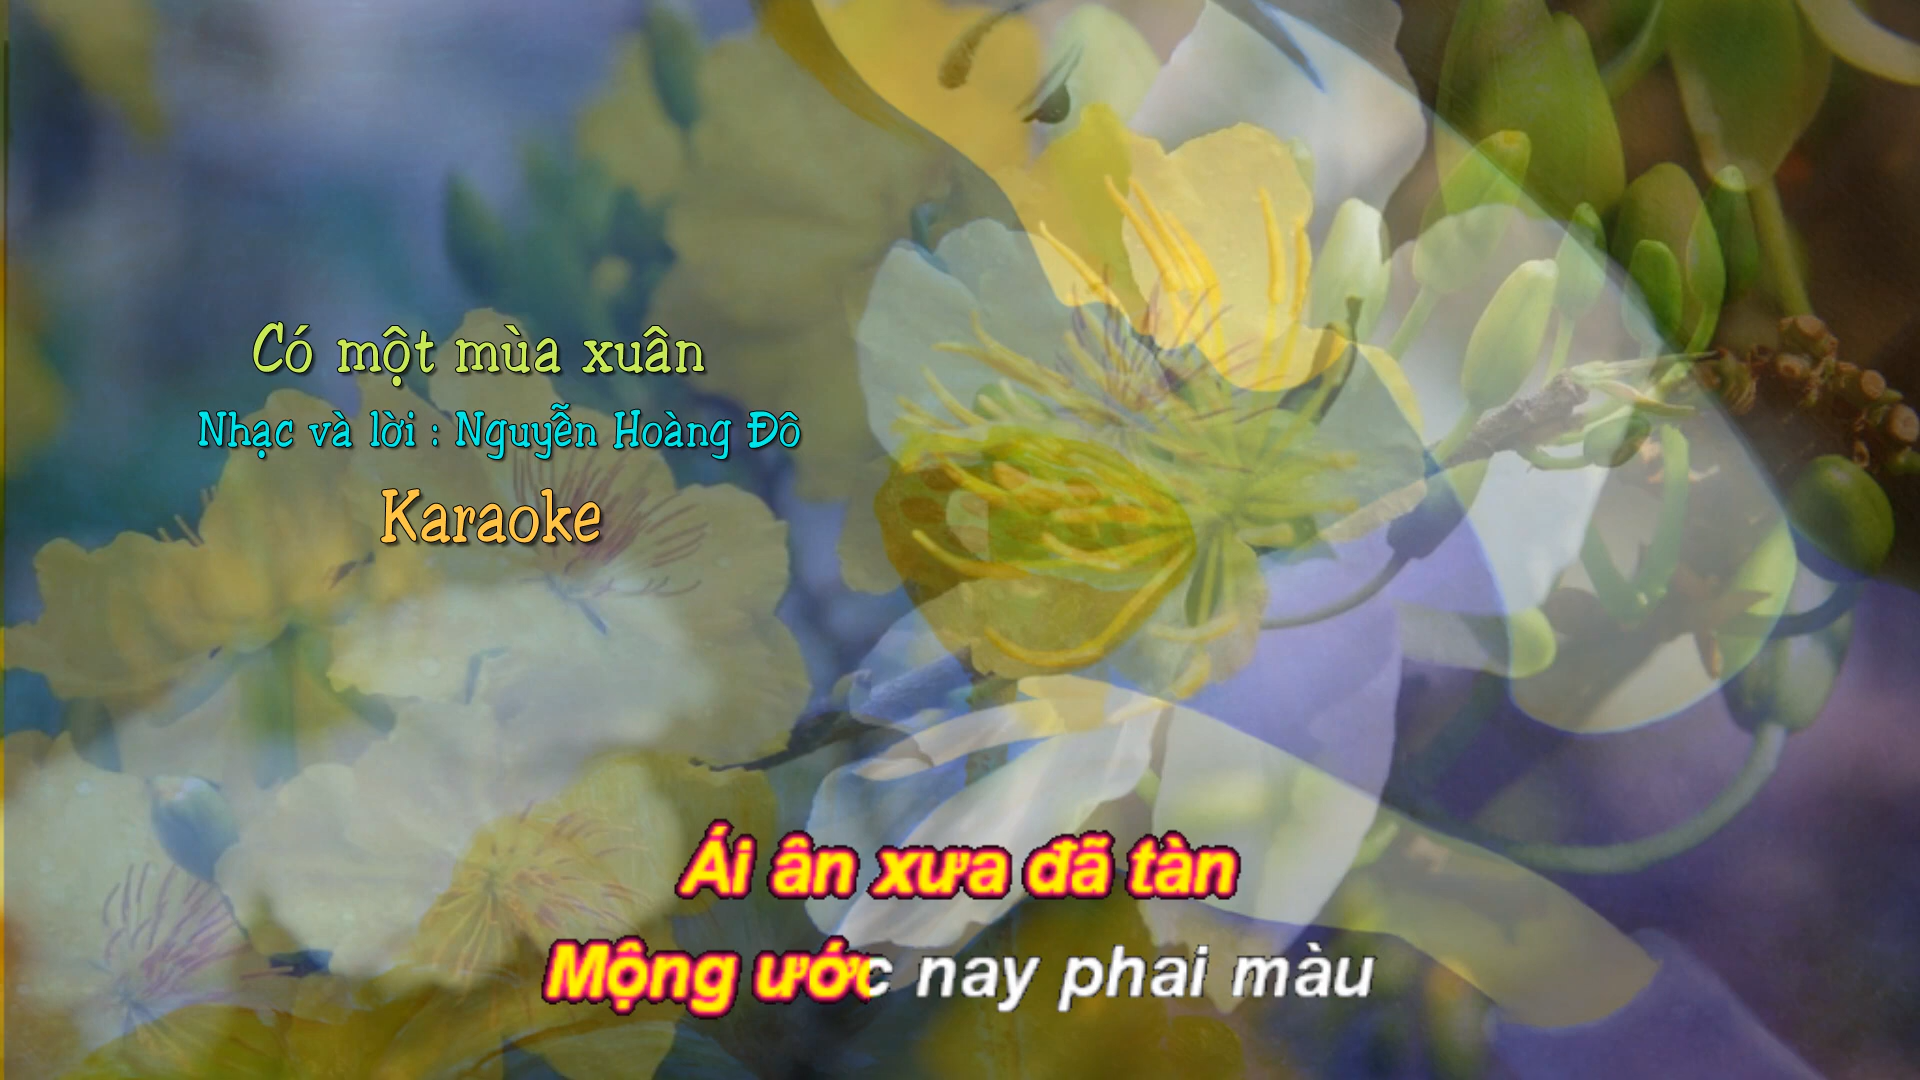 Có một mùa xuân
Nhạc và lời : Nguyễn Hoàng Đô
Karaoke
Ái ân xưa đã tàn
Mộng ước nay phai màu